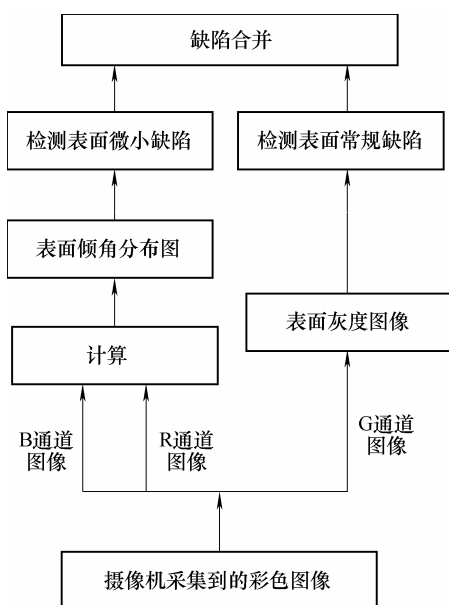 缺陷合并
检测表面微小缺陷
检测表面常规缺陷
表面倾角分布图
表面灰度图像
计算
B通道
图像
R通道
图像
G通道
图像
摄像机采集到的彩色图像